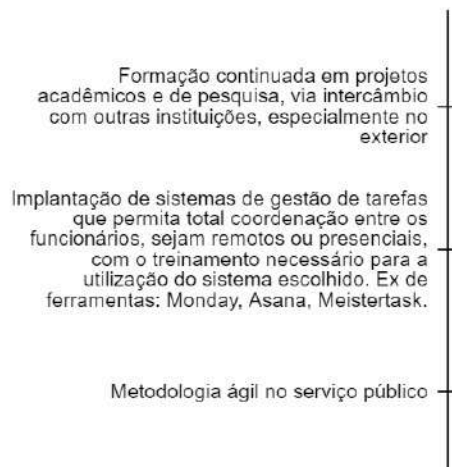 Formação continuada em projetos
acadêmicos e de pesquisa, via intercâmbio
com outras instituições, especialmente no
exterior
Implantação de sistemas de gestão de tarefas
que permita total coordenação entre os
funcionários, sejam remotos ou presenciais,
com o treinamento necessário para a
utilização do sistema escolhido. Ex de
ferramentas: Monday, Asana, Meistertask.
Metodologia ágil no serviço público